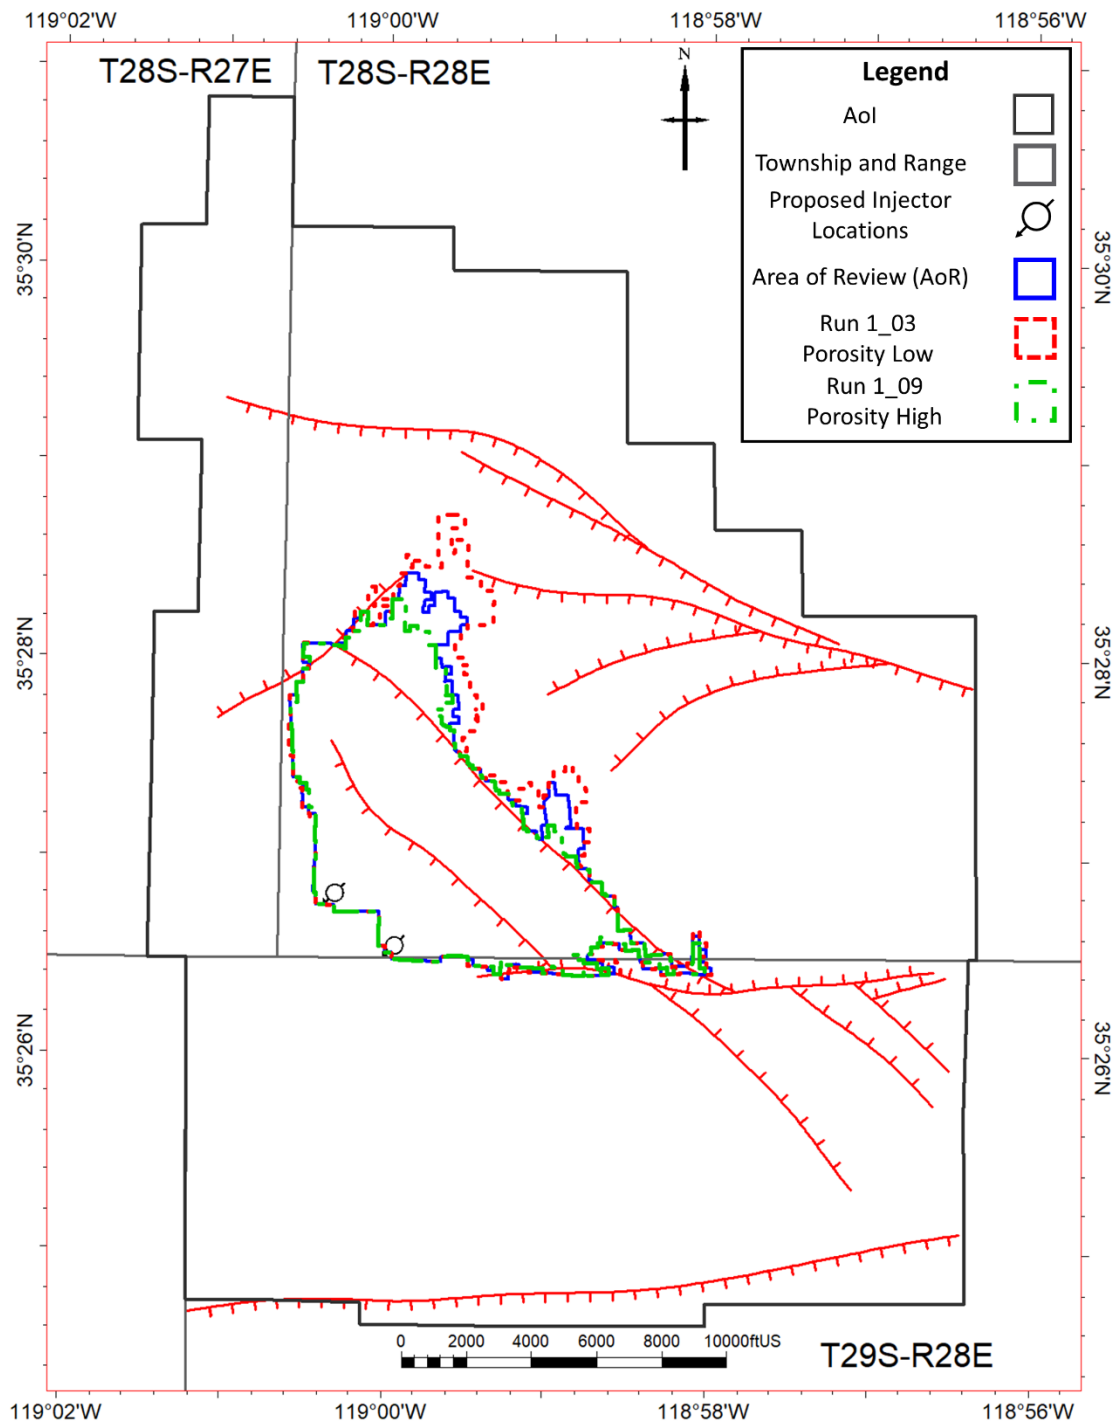 119°02'W 119°00'W 118°58'W 118°56'W
T28S-R27E T28S-R28E
N
Legend
AoI
Township and Range
Proposed Injector
Locations
Area of Review (AoR)
Run 1_03
Porosity Low
Run 1_09
Porosity High
35°30'N 35°30'N
35°28'N 35°28'N
35°26'N 35°26'N
0 2000 4000 6000 8000 10000ftUS
T29S-R28E
119°02'W 119°00'W 118°58'W 118°56'W